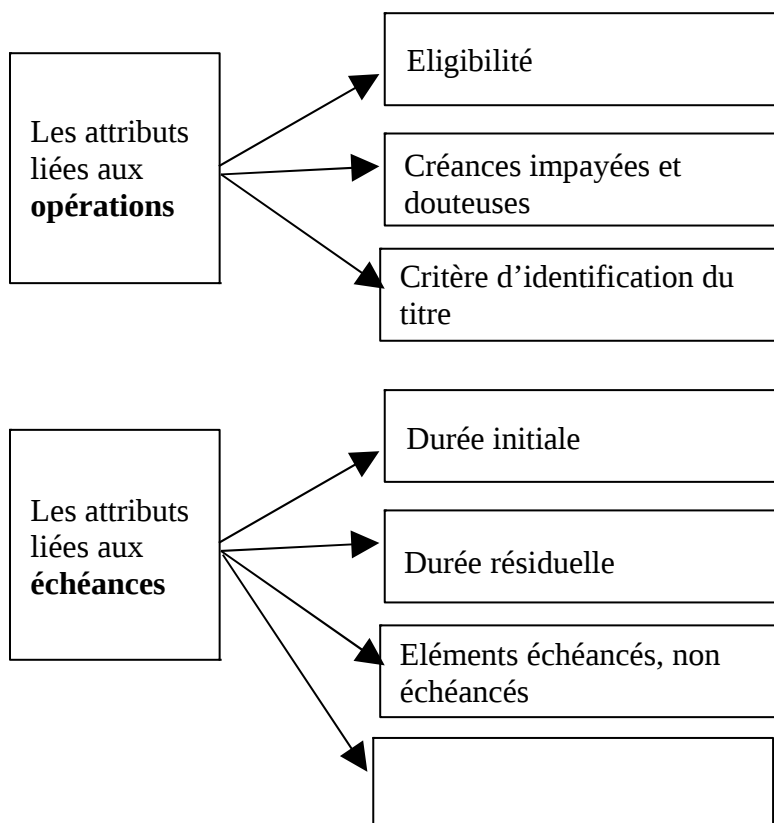 Les attributs
liées aux
opérations
Eligibilité
Créances impayées et
douteuses
Critère d’identification du
titre
Les attributs
liées aux
échéances
Durée initiale
Durée résiduelle
Eléments échéancés, non
échéancés